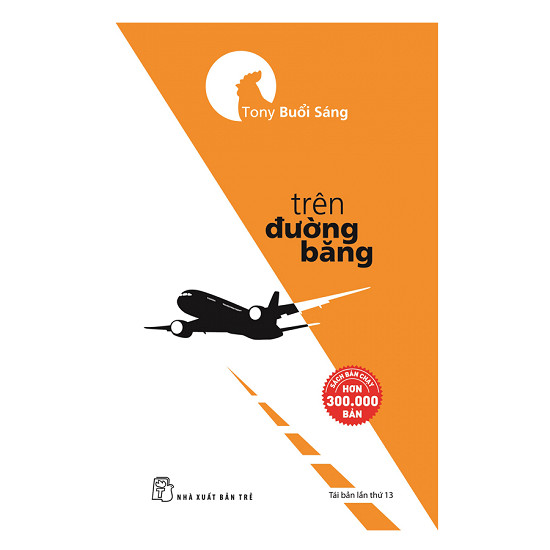 Tony Buổi Sáng
trên
đường
băng
SÁCH BÁN CHẠY
HƠN
300.000
BẢN
Tái bản lần thứ 13
T
NHÀ XUẤT BẢN TRẺ